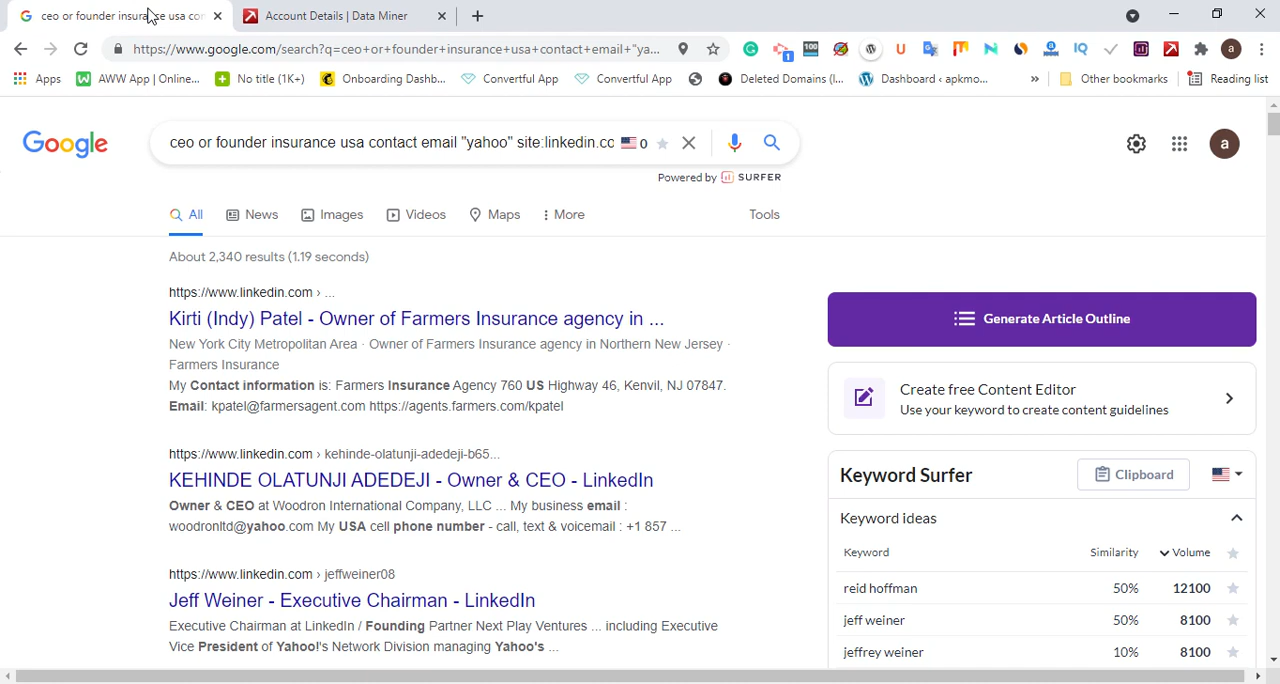 ceo or founder insurance usa con
Account Details | Data Miner
https://www.google.com/search?q=ceo+or+founder+insurance+usa+contact+email+"ya...
100
1
U
IQ
a
Apps
AWW App | Online...
No title (1K+)
Onboarding Dashb...
Convertful App
Convertful App
Deleted Domains (I...
Dashboard ‹ apkmo...
»
Other bookmarks
Reading list
Google
ceo or founder insurance usa contact email "yahoo" site:linkedin.co
0
a
Powered by SURFER
All
News
Images
Videos
Maps
More
Tools
About 2,340 results (1.19 seconds)
https://www.linkedin.com › ...
Kirti (Indy) Patel - Owner of Farmers Insurance agency in ...
New York City Metropolitan Area · Owner of Farmers Insurance agency in Northern New Jersey ·
Farmers Insurance
My Contact information is: Farmers Insurance Agency 760 US Highway 46, Kenvil, NJ 07847.
Email: kpatel@farmersagent.com https://agents.farmers.com/kpatel
https://www.linkedin.com › kehinde-olatunji-adedeji-b65...
KEHINDE OLATUNJI ADEDEJI - Owner & CEO - LinkedIn
Owner & CEO at Woodron International Company, LLC ... My business email :
woodronltd@yahoo.com My USA cell phone number - call, text & voicemail : +1 857 ...
https://www.linkedin.com › jeffweiner08
Jeff Weiner - Executive Chairman - LinkedIn
Executive Chairman at LinkedIn / Founding Partner Next Play Ventures ... including Executive
Vice President of Yahoo!'s Network Division managing Yahoo's ...
Generate Article Outline
Create free Content Editor
Use your keyword to create content guidelines
Keyword Surfer
Clipboard
Keyword ideas
Keyword Similarity Volume
reid hoffman 50% 12100
jeff weiner 50% 8100
jeffrey weiner 10% 8100